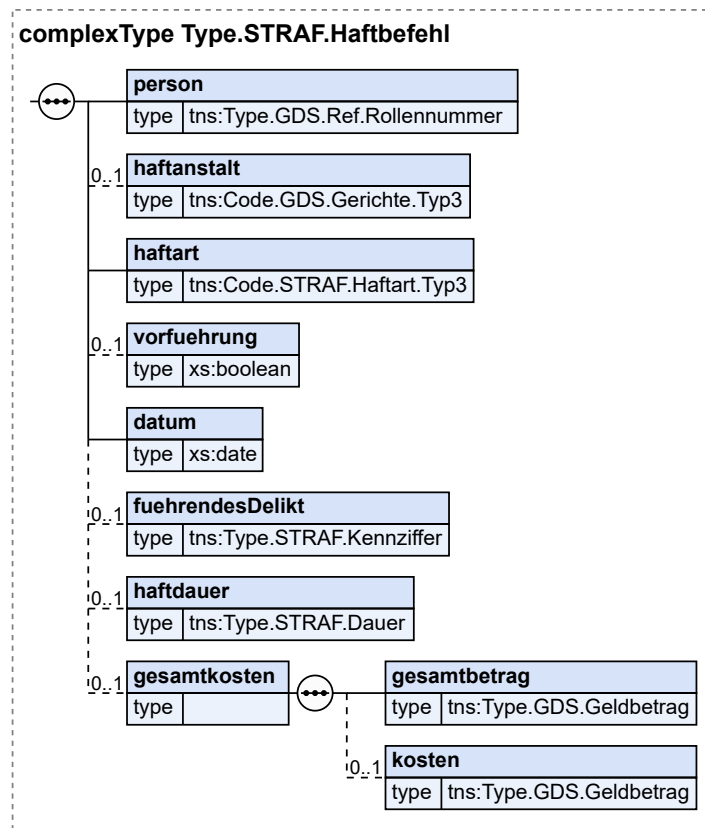 complexType Type.STRAF.Haftbefehl
person
type tns:Type.GDS.Ref.Rollennummer
0..1
haftanstalt
type tns:Code.GDS.Gerichte.Typ3
haftart
type tns:Code.STRAF.Haftart.Typ3
0..1
vorfuehrung
type xs:boolean
datum
type xs:date
0..1
fuehrendesDelikt
type tns:Type.STRAF.Kennziffer
0..1
haftdauer
type tns:Type.STRAF.Dauer
0..1
gesamtkosten
type
gesamtbetrag
type tns:Type.GDS.Geldbetrag
0..1
kosten
type tns:Type.GDS.Geldbetrag